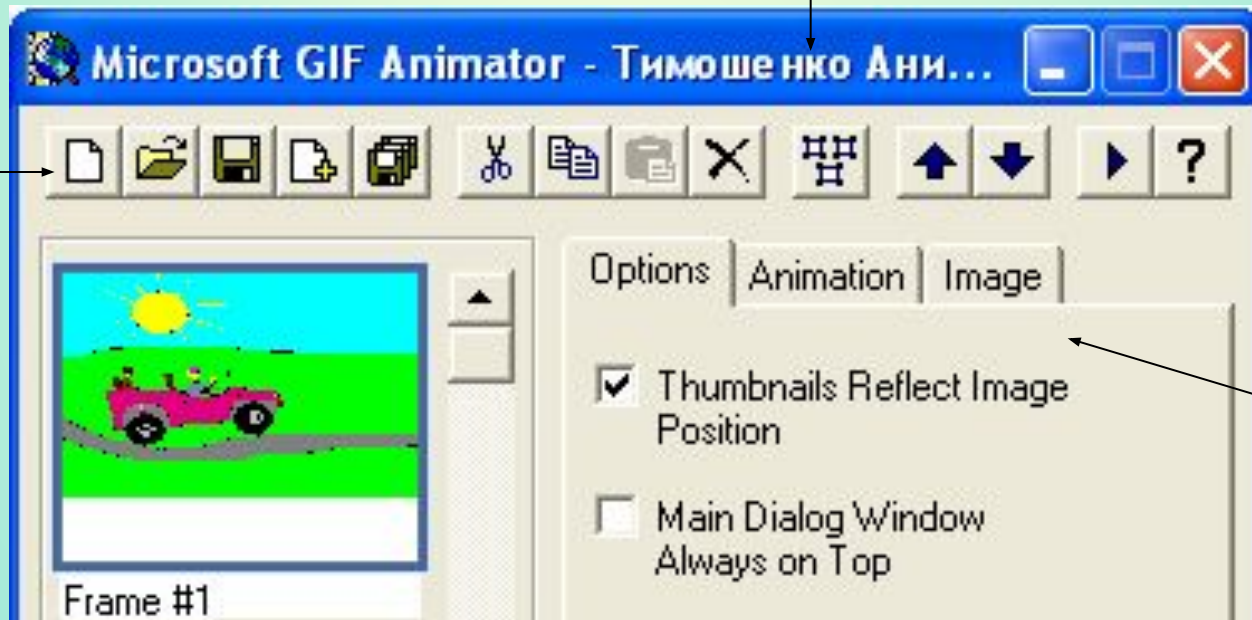 Microsoft GIF Animator - Тимошенко Ани...
?
Options Animation Image
Thumbnails Reflect Image
Position
Main Dialog Window
Always on Top
Frame #1